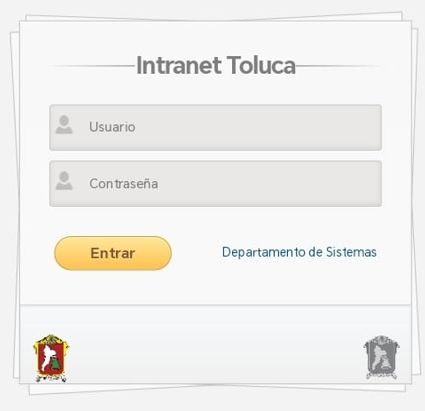 Intranet Toluca
Usuario
Contraseña
Entrar
Departamento de Sistemas